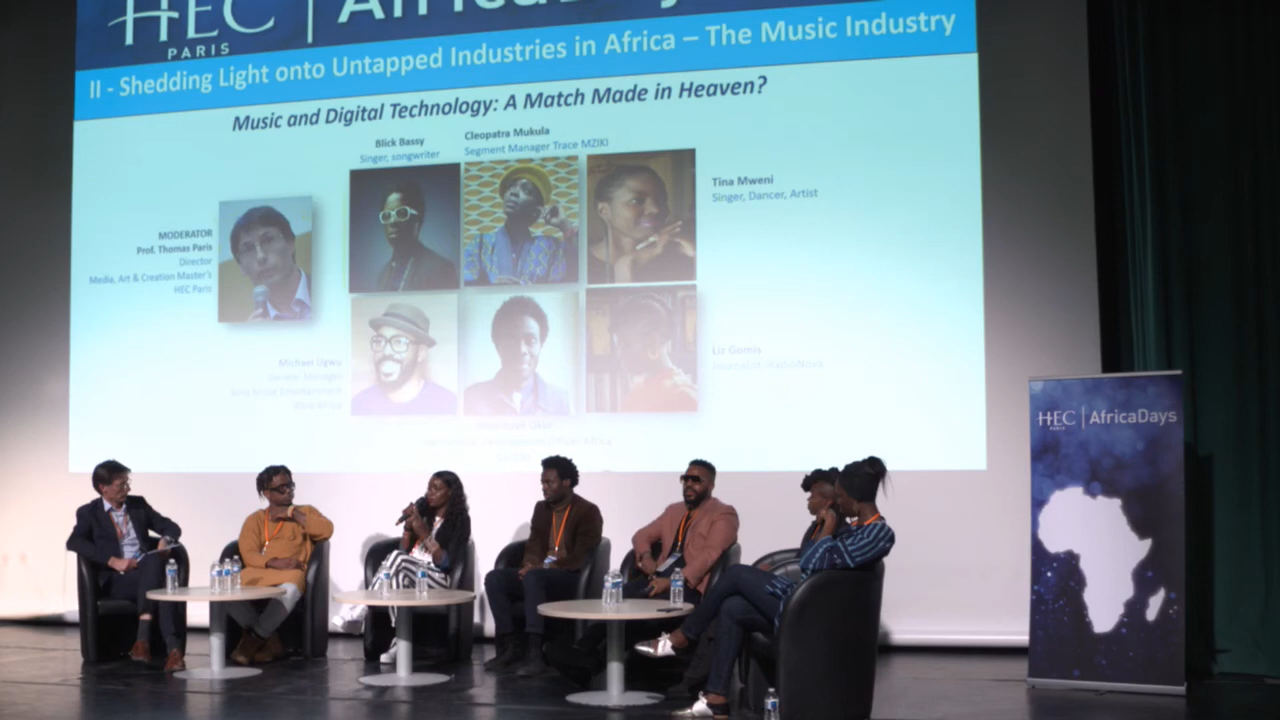 HEC | AfricaDays
PARIS
II - Shedding Light onto Untapped Industries in Africa – The Music Industry
Music and Digital Technology: A Match Made in Heaven?
Blick Bassy
Singer, songwriter
Cleopatra Mukula
Segment Manager Trace MZIKI
Tina Mweni
Singer, Dancer, Artist
MODERATOR
Prof. Thomas Paris
Director
Media, Art & Creation Master's
HEC Paris
Michael Ugwu
Liz Gomis
HEC | AfricaDays
PARIS